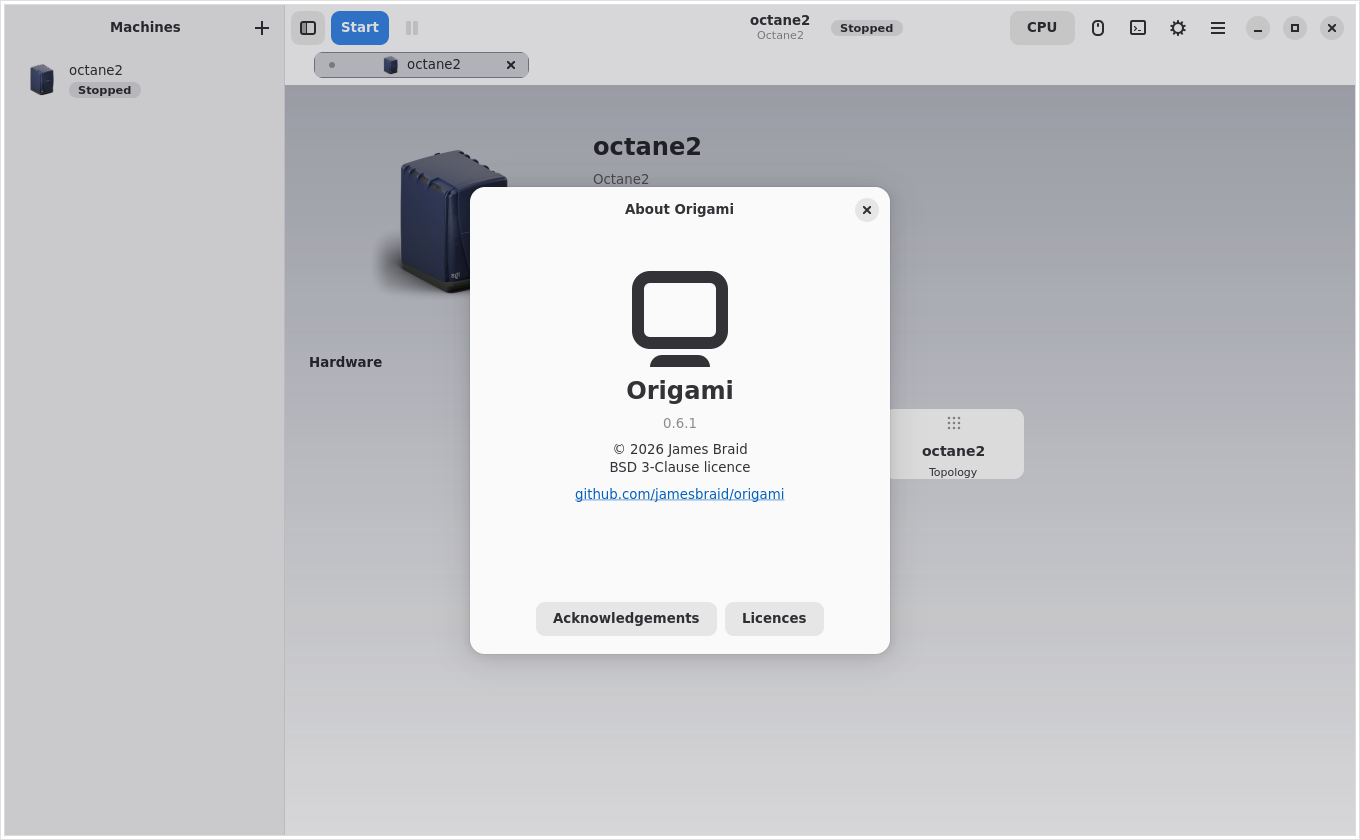 Machines
Start
octane2
Octane2
Stopped
CPU
octane2
Stopped
octane2
octane2
Octane2
sgi
Hardware
octane2
Topology
About Origami
Origami
0.6.1
© 2026 James Braid
BSD 3-Clause licence
github.com/jamesbraid/origami
Acknowledgements
Licences